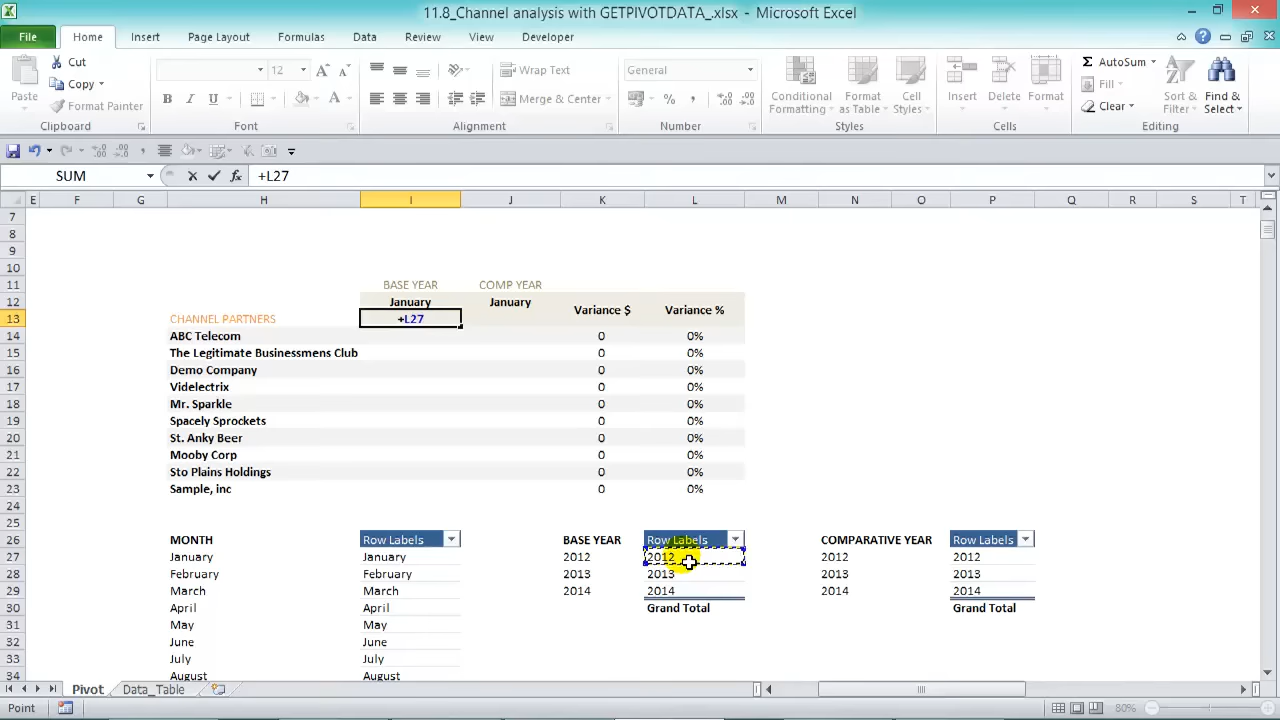 11.8_Channel analysis with GETPIVOTDATA_.xlsx - Microsoft Excel
File Home Insert Page Layout Formulas Data Review View Developer
Paste Cut Copy Format Painter Clipboard
12 B I U A Font
Wrap Text Merge & Center Alignment
General % , Number
Conditional Formatting Format as Table Cell Styles Styles
Insert Delete Format Cells
Σ AutoSum Fill Clear Sort & Filter Find & Select Editing
SUM fx +L27
E F G H I J K L M N O P Q R S T
7
8
9
10
11 BASE YEAR COMP YEAR
12 January January
Variance $ Variance %
13 CHANNEL PARTNERS +L27
14 ABC Telecom 0 0%
15 The Legitimate Businessmens Club 0 0%
16 Demo Company 0 0%
17 Videlectrix 0 0%
18 Mr. Sparkle 0 0%
19 Spacely Sprockets 0 0%
20 St. Anky Beer 0 0%
21 Mooby Corp 0 0%
22 Sto Plains Holdings 0 0%
23 Sample, inc 0 0%
24
25
26 MONTH Row Labels BASE YEAR Row Labels COMPARATIVE YEAR Row Labels
27 January January 2012 2012 2012 2012
28 February February 2013 2013 2013 2013
29 March March 2014 2014 2014 2014
30 April April Grand Total Grand Total
31 May May
32 June June
33 July July
34 August August
Pivot Data_Table
Point 80%